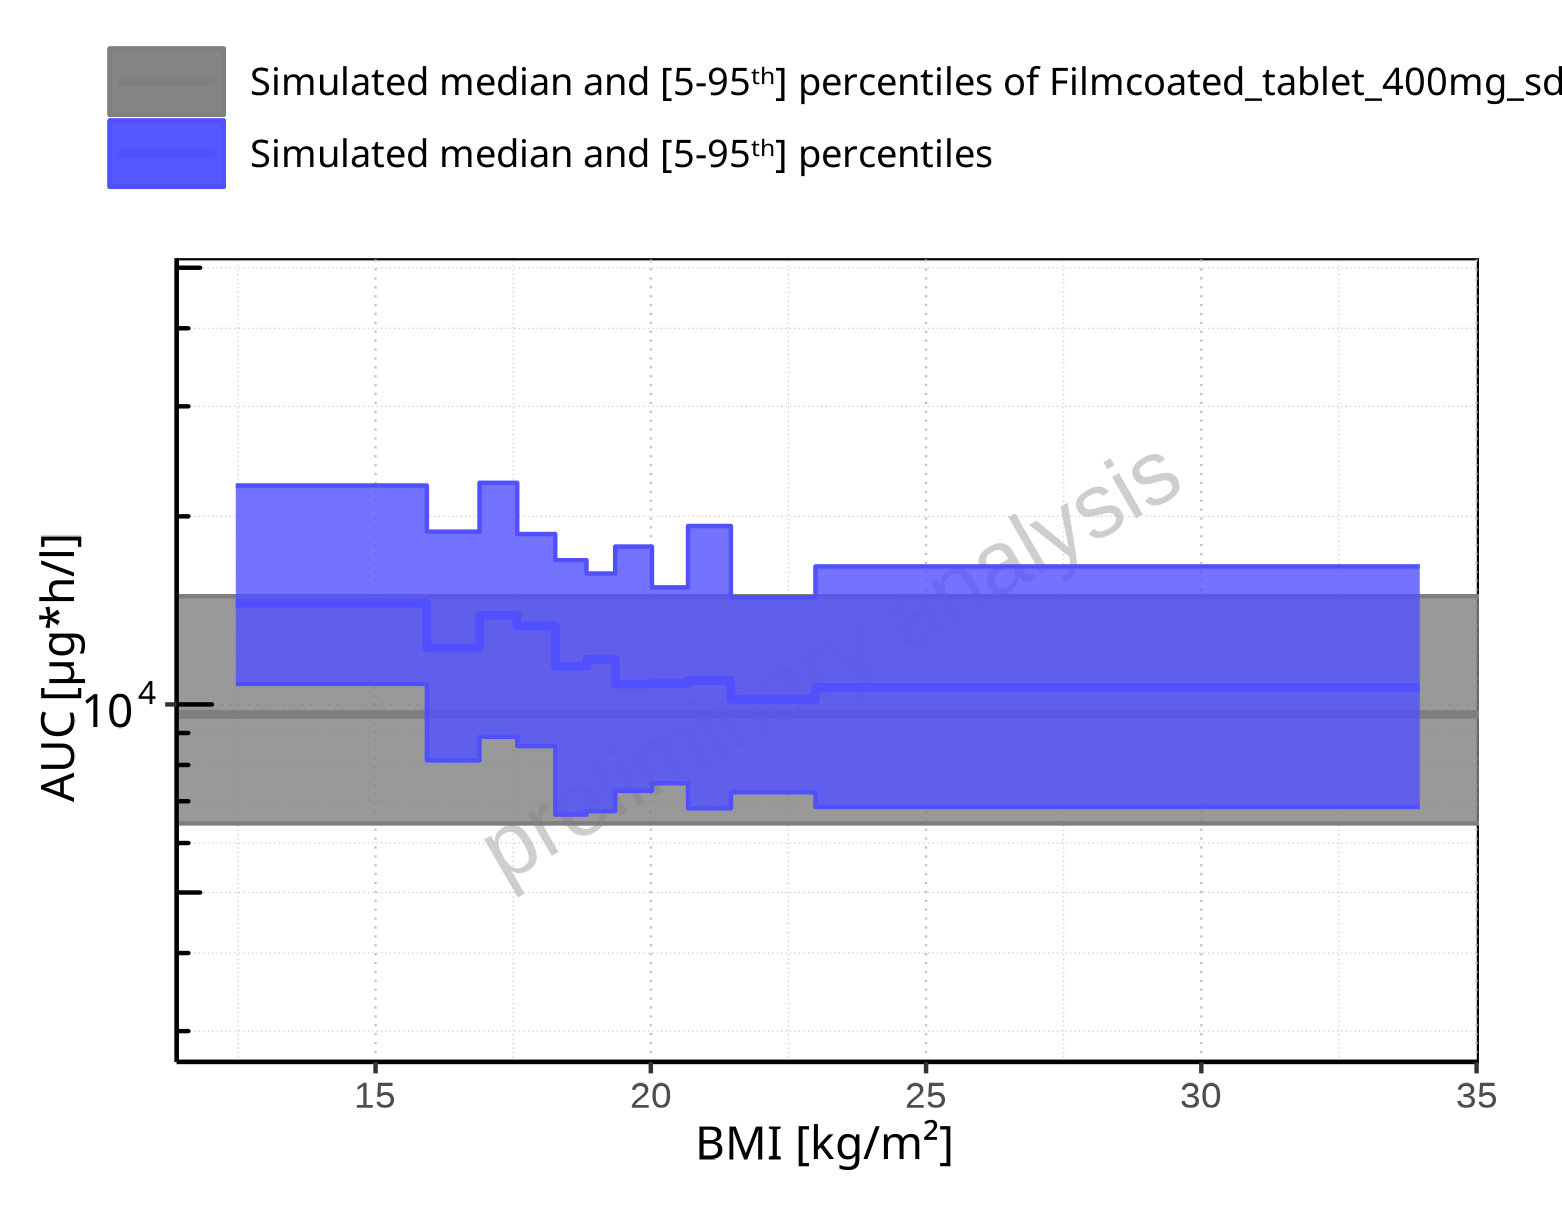 Simulated median and [5-95ᵗʰ] percentiles of Filmcoated_tablet_400mg_sd
Simulated median and [5-95ᵗʰ] percentiles
AUC [µg*h/l]
10⁴
preliminary analysis
15 20 25 30 35
BMI [kg/m²]